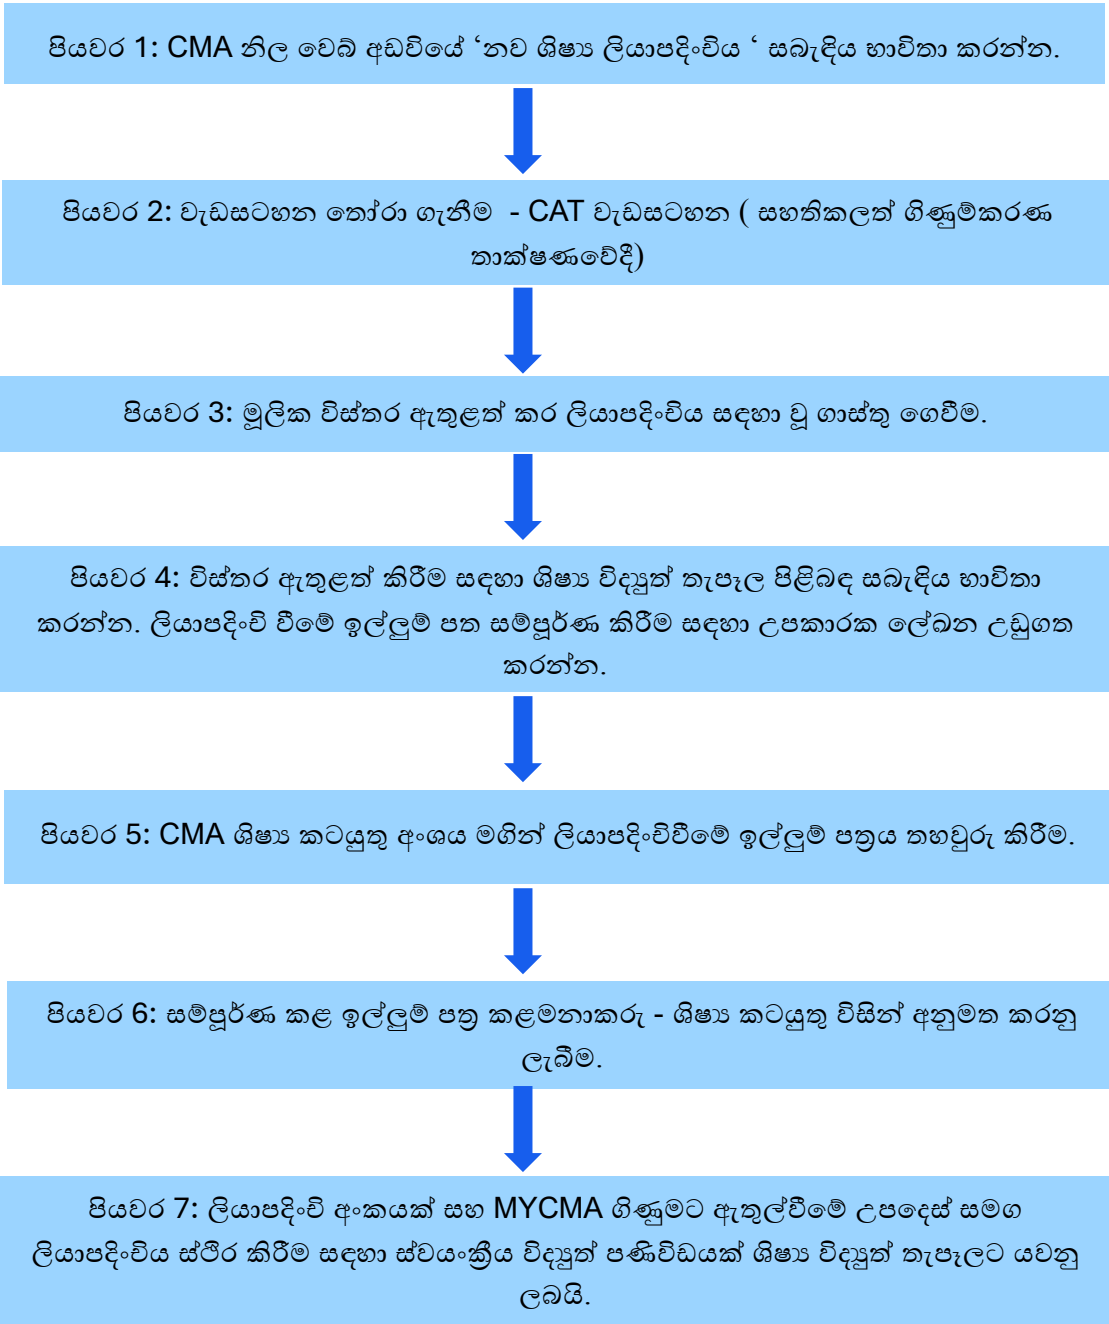 පියවර 1: CMA නිල වෙබ් අඩවියේ ‘නව ශිෂ්‍ය ලියාපදිංචිය ‘ සබැඳිය භාවිතා කරන්න.
පියවර 2: වැඩසටහන තෝරා ගැනීම  - CAT වැඩසටහන ( සහතිකලත් ගිණුම්කරණ
තාක්ෂණවේදී)
පියවර 3: මූලික විස්තර ඇතුළත් කර ලියාපදිංචිය සඳහා වූ ගාස්තු ගෙවීම.
පියවර 4: විස්තර ඇතුළත් කිරීම සඳහා ශිෂ්‍ය විද්‍යුත් තැපෑල පිළිබඳ සබැඳිය භාවිතා
කරන්න. ලියාපදිංචි වීමේ ඉල්ලුම් පත සම්පූර්ණ කිරීම සඳහා උපකාරක ලේඛන උඩුගත
කරන්න.
පියවර 5: CMA ශිෂ්‍ය කටයුතු අංශය මගින් ලියාපදිංචිවීමේ ඉල්ලුම් පත්‍රය තහවුරු කිරීම.
පියවර 6: සම්පූර්ණ කළ ඉල්ලුම් පත්‍ර කළමනාකරු - ශිෂ්‍ය කටයුතු විසින් අනුමත කරනු
ලැබීම.
පියවර 7: ලියාපදිංචි අංකයක් සහ MYCMA ගිණුමට ඇතුල්වීමේ උපදෙස් සමග
ලියාපදිංචිය ස්ථිර කිරීම සඳහා ස්වයංක්‍රීය විද්‍යුත් පණිවිඩයක් ශිෂ්‍ය විද්‍යුත් තැපෑලට යවනු
ලබයි.